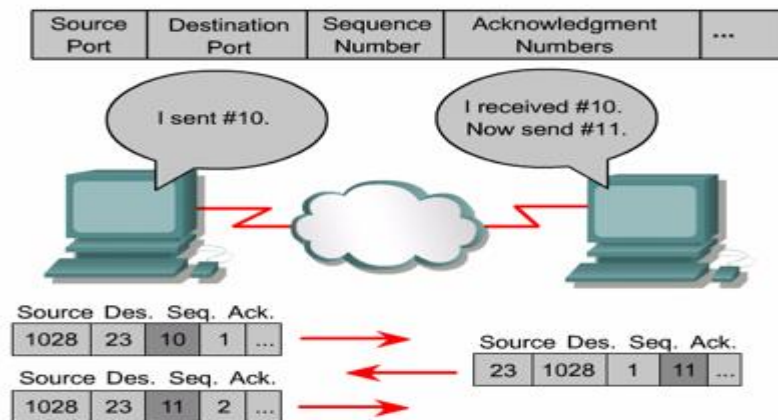 Source Port Destination Port Sequence Number Acknowledgment Numbers ...
I sent #10.
I received #10.
Now send #11.
Source Des. Seq. Ack.
1028 23 10 1 ...
Source Des. Seq. Ack.
23 1028 1 11 ...
Source Des. Seq. Ack.
1028 23 11 2 ...